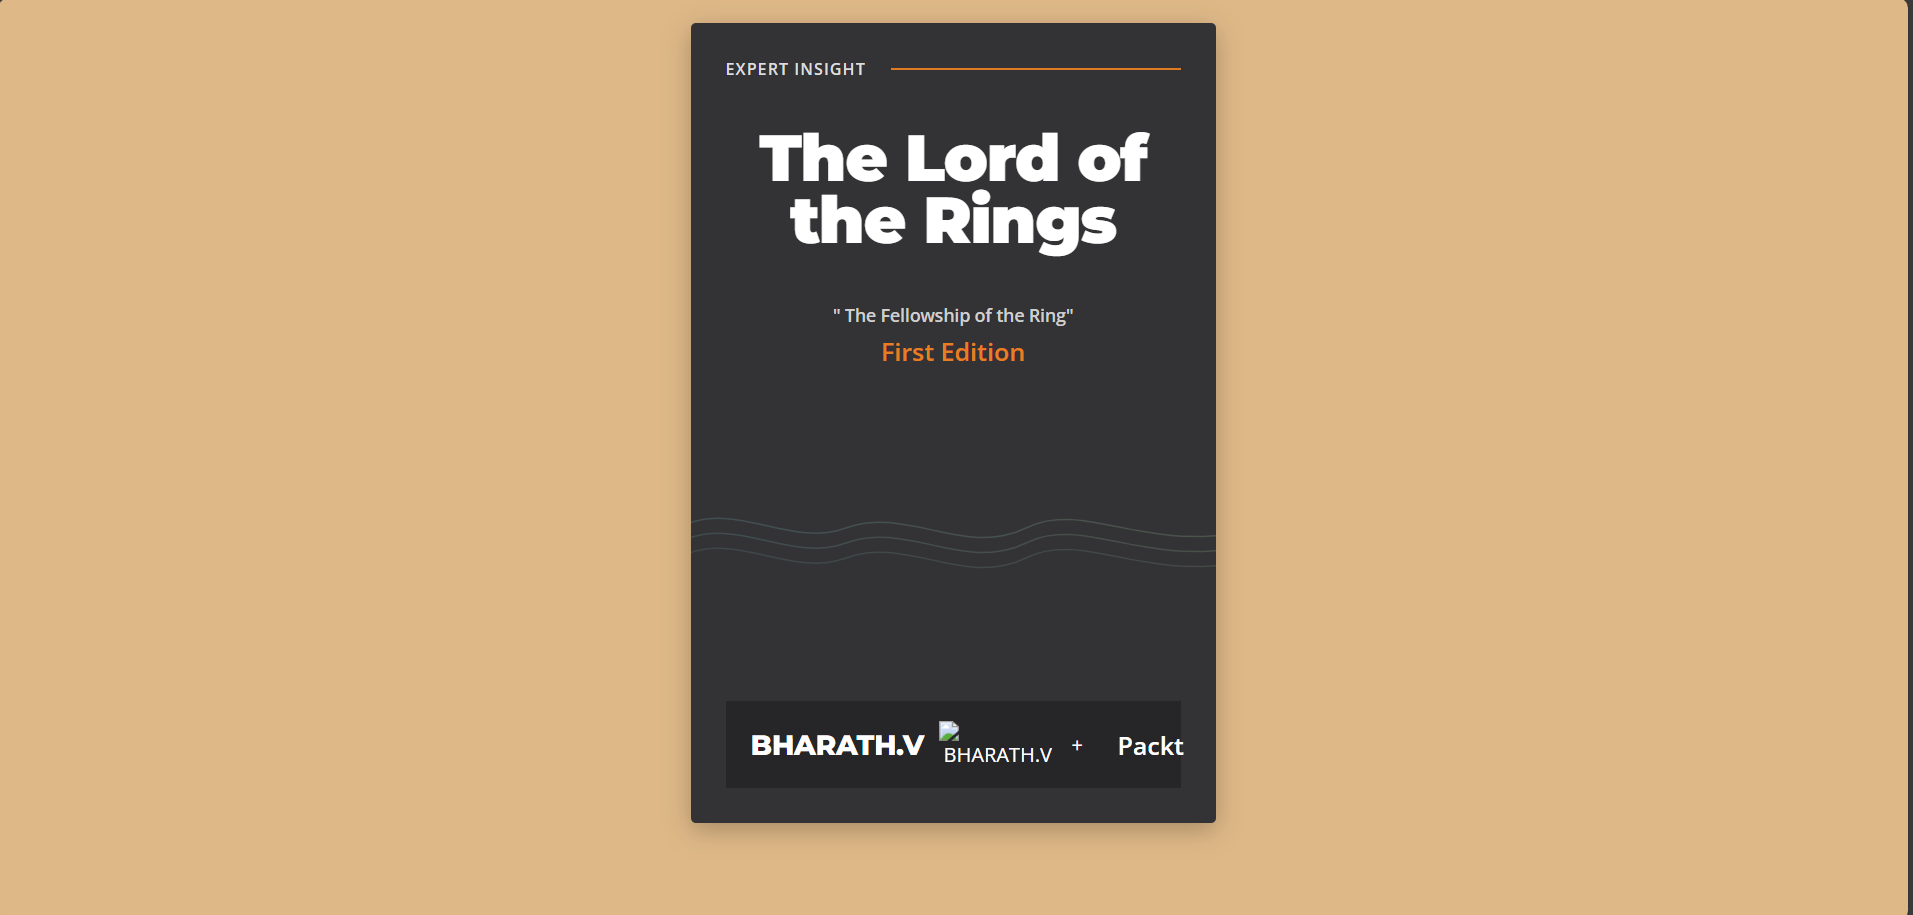 EXPERT INSIGHT
The Lord of
the Rings
" The Fellowship of the Ring"
First Edition
BHARATH.V BHARATH.V + Packt